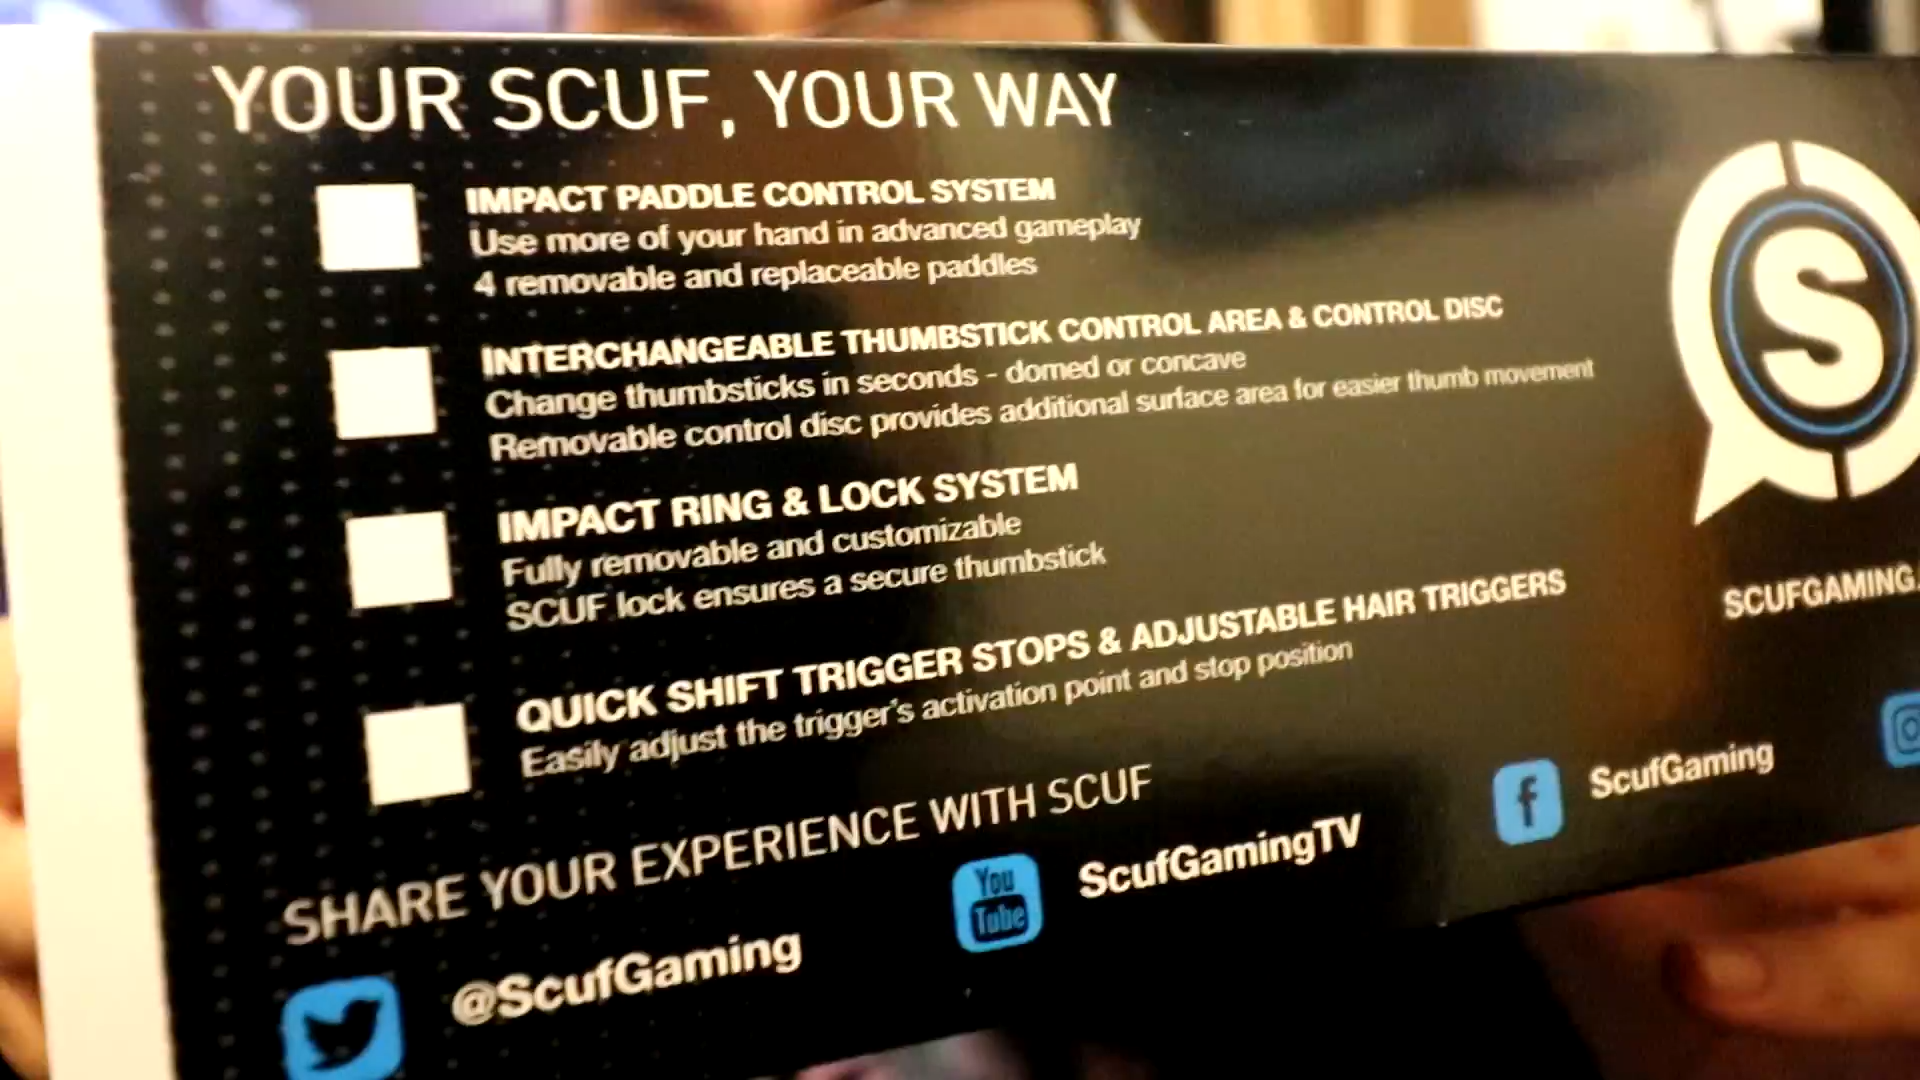 YOUR SCUF, YOUR WAY
IMPACT PADDLE CONTROL SYSTEM
Use more of your hand in advanced gameplay
4 removable and replaceable paddles
INTERCHANGEABLE THUMBSTICK CONTROL AREA & CONTROL DISC
Change thumbsticks in seconds - domed or concave
Removable control disc provides additional surface area for easier thumb movement
IMPACT RING & LOCK SYSTEM
Fully removable and customizable
SCUF lock ensures a secure thumbstick
QUICK SHIFT TRIGGER STOPS & ADJUSTABLE HAIR TRIGGERS
Easily adjust the trigger's activation point and stop position
S
SCUFGAMING.
SHARE YOUR EXPERIENCE WITH SCUF
@ScufGaming
You
Tube
ScufGamingTV
f
ScufGaming